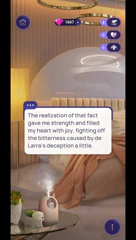 1847
The realization of that fact
gave me strength and filled
my heart with joy, fighting off
the bitterness caused by de
Larra's deception a little.